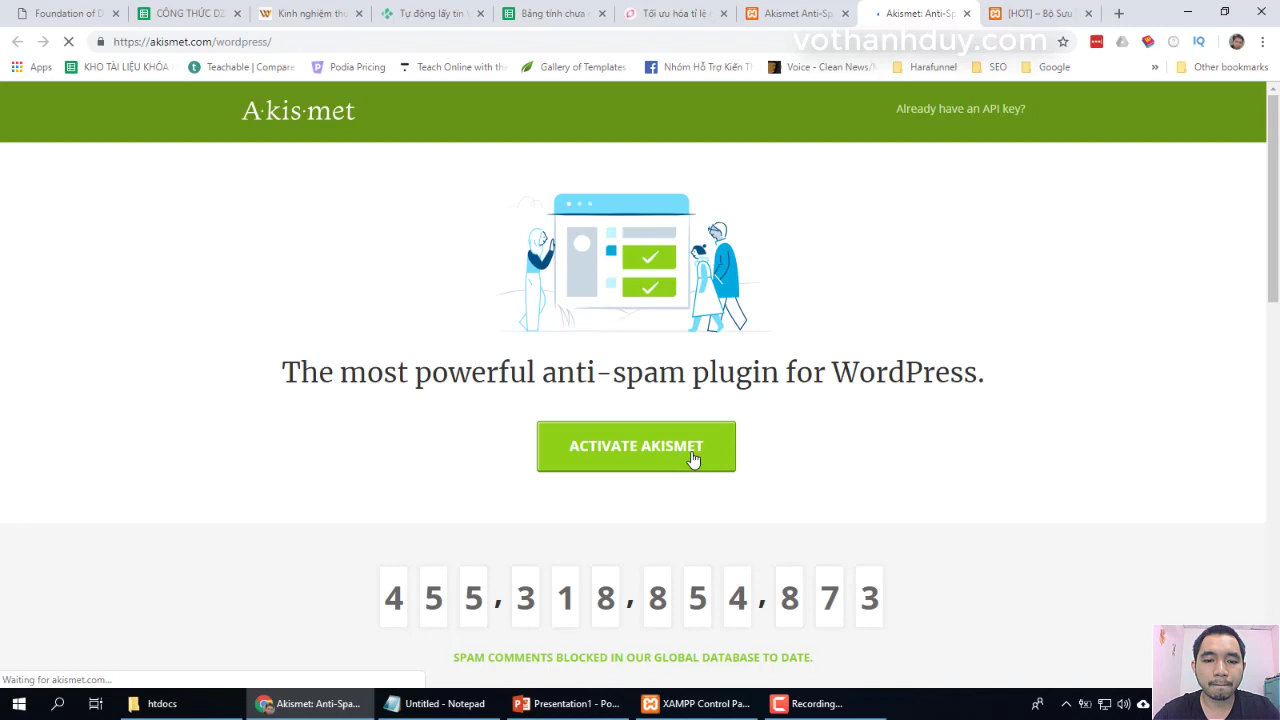 Foundation of D
CÔNG THỨC DZ
Kinh nghiệm th
Tự động lấy tin V
Bảng tính chưa
Tối ưu hóa tỉ lệ c
Akismet Anti-Sp
Akismet: Anti-Sp
[HOT] – Bộ Sưu
https://akismet.com/wordpress/
vothanhduy.com
IQ
Apps
KHO TÀI LIỆU KHÓA
Teachable | Compare
Podia Pricing
Teach Online with the
Gallery of Templates
Nhóm Hỗ Trợ Kiến T
Voice - Clean News
Harafunnel
SEO
Google
»
Other bookmarks
A·kis·met
Already have an API key?
The most powerful anti-spam plugin for WordPress.
ACTIVATE AKISMET
455,318,854,873
SPAM COMMENTS BLOCKED IN OUR GLOBAL DATABASE TO DATE.
Waiting for akismet.com...
htdocs
Akismet: Anti-Spa...
Untitled - Notepad
Presentation1 - Po...
XAMPP Control Pa...
Recording...